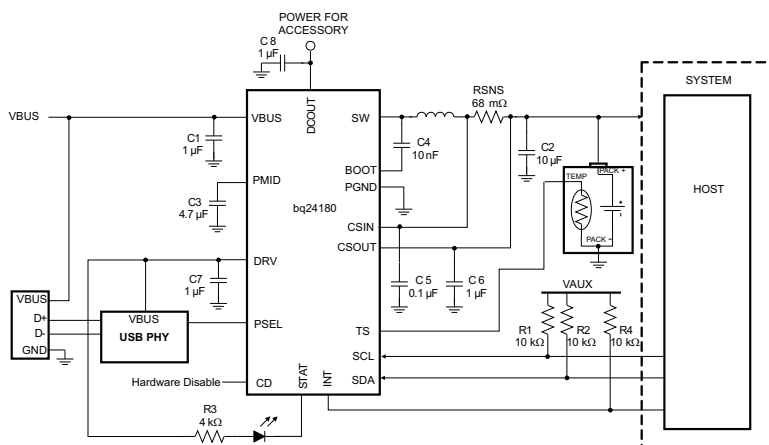 POWER FOR
ACCESSORY
C 8
1 µF
VBUS
VBUS
DCOUT
SW
C1
1 µF
RSNS
68 mΩ
C4
10 nF
C2
10 µF
SYSTEM
HOST
BOOT
PGND
PMID
C3
4.7 µF
bq24180
PACK +
TEMP
+
-
PACK -
CSIN
CSOUT
DRV
C7
1 µF
C 5
0.1 µF
C 6
1 µF
VAUX
VBUS
D+
D-
GND
VBUS
USB PHY
PSEL
TS
R1
10 kΩ
R2
10 kΩ
R4
10 kΩ
SCL
SDA
Hardware Disable
CD
STAT
INT
R3
4 kΩ